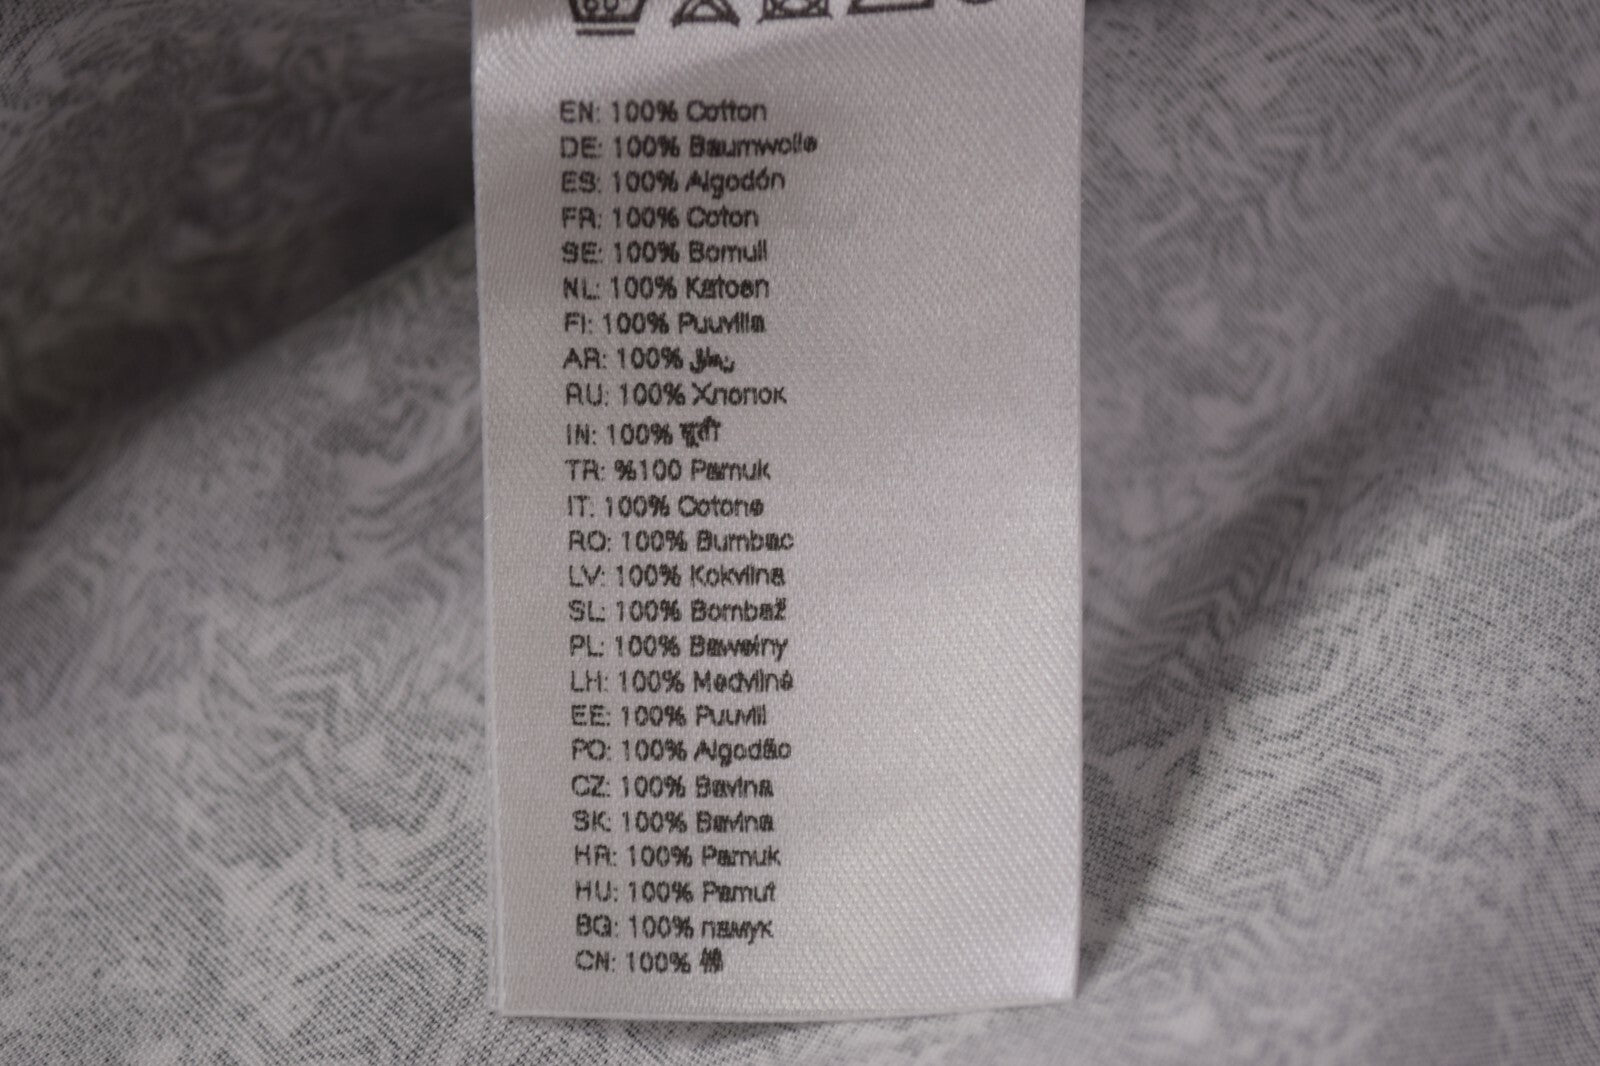 EN: 100% Cotton
DE: 100% Baumwolle
ES: 100% Algodón
FR: 100% Coton
SE: 100% Bomull
NL: 100% Katoen
FI: 100% Puuvilla
AR: 100%
RU: 100% Хлопок
IN: 100% सूती
TR: %100 Pamuk
IT: 100% Cotone
RO: 100% Bumbac
LV: 100% Kokvilna
SL: 100% Bombaž
PL: 100% Bawelny
LH: 100% Medvilnė
EE: 100% Puuvill
PO: 100% Algodão
CZ: 100% Bavlna
SK: 100% Bavlna
HR: 100% Pamuk
HU: 100% Pamut
BG: 100% памук
CN: 100% 棉